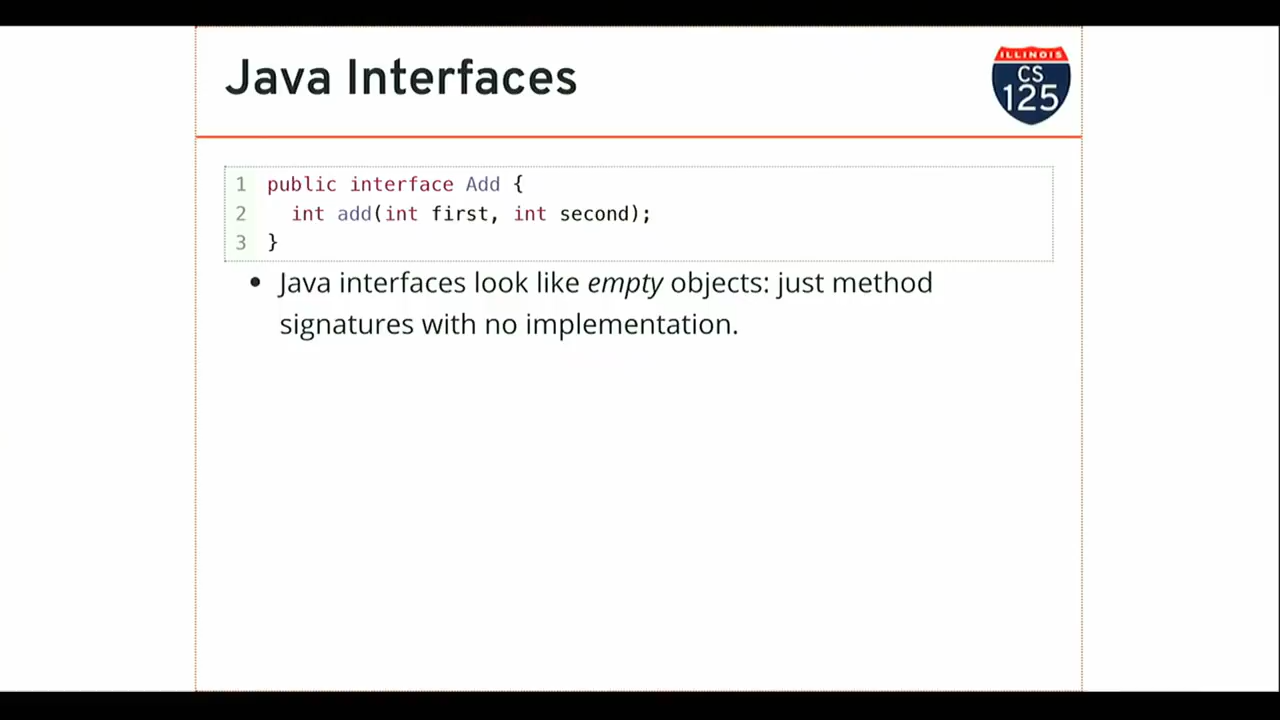 Java Interfaces
ILLINOIS
CS
125
1 public interface Add {
2 int add(int first, int second);
3 }
• Java interfaces look like empty objects: just method
signatures with no implementation.